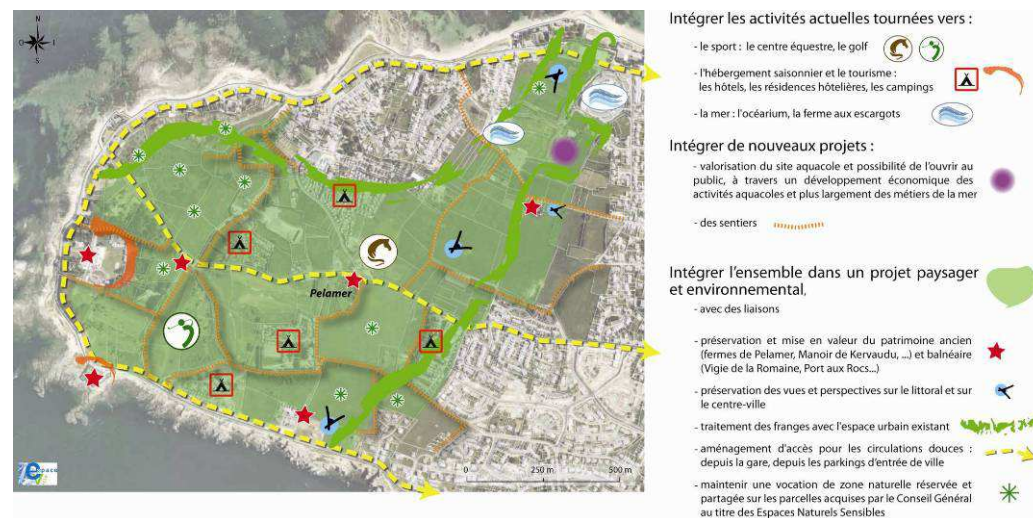 N
O
E
S
Pelamer
espace
0
250 m
500 m
Intégrer les activités actuelles tournées vers :
- le sport : le centre équestre, le golf
- l'hébergement saisonnier et le tourisme :
les hôtels, les résidences hôtelières, les campings
- la mer : l'océarium, la ferme aux escargots
Intégrer de nouveaux projets :
- valorisation du site aquacole et possibilité de l'ouvrir au
public, à travers un développement économique des
activités aquacoles et plus largement des métiers de la mer
- des sentiers
Intégrer l'ensemble dans un projet paysager
et environnemental,
- avec des liaisons
- préservation et mise en valeur du patrimoine ancien
(fermes de Pelamer, Manoir de Kervaudu, ...) et balnéaire
(Vigie de la Romaine, Port aux Rocs...)
- préservation des vues et perspectives sur le littoral et sur
le centre-ville
- traitement des franges avec l'espace urbain existant
- aménagement d'accès pour les circulations douces :
depuis la gare, depuis les parkings d'entrée de ville
- maintenir une vocation de zone naturelle réservée et
partagée sur les parcelles acquises par le Conseil Général
au titre des Espaces Naturels Sensibles